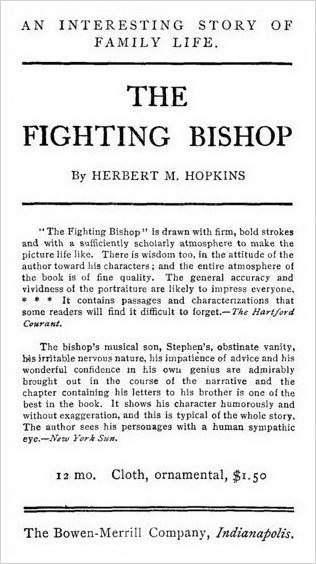 AN INTERESTING STORY OF
FAMILY LIFE.
THE
FIGHTING BISHOP
By HERBERT M. HOPKINS
"The Fighting Bishop" is drawn with firm, bold strokes
and with a sufficiently scholarly atmosphere to make the
picture life like. There is wisdom too, in the attitude of the
author toward his characters; and the entire atmosphere of
the book is of fine quality. The general accuracy and
vividness of the portraiture are likely to impress everyone.
* * * It contains passages and characterizations that
some readers will find it difficult to forget.—The Hartford
Courant.
The bishop's musical son, Stephen's, obstinate vanity,
his irritable nervous nature, his impatience of advice and his
wonderful confidence in his own genius are admirably
brought out in the course of the narrative and the
chapter containing his letters to his brother is one of the
best in the book. It shows his character humorously and
without exaggeration, and this is typical of the whole story.
The author sees his personages with a human sympathic
eye.—New York Sun.
12 mo. Cloth, ornamental, $1.50
The Bowen-Merrill Company, Indianapolis.